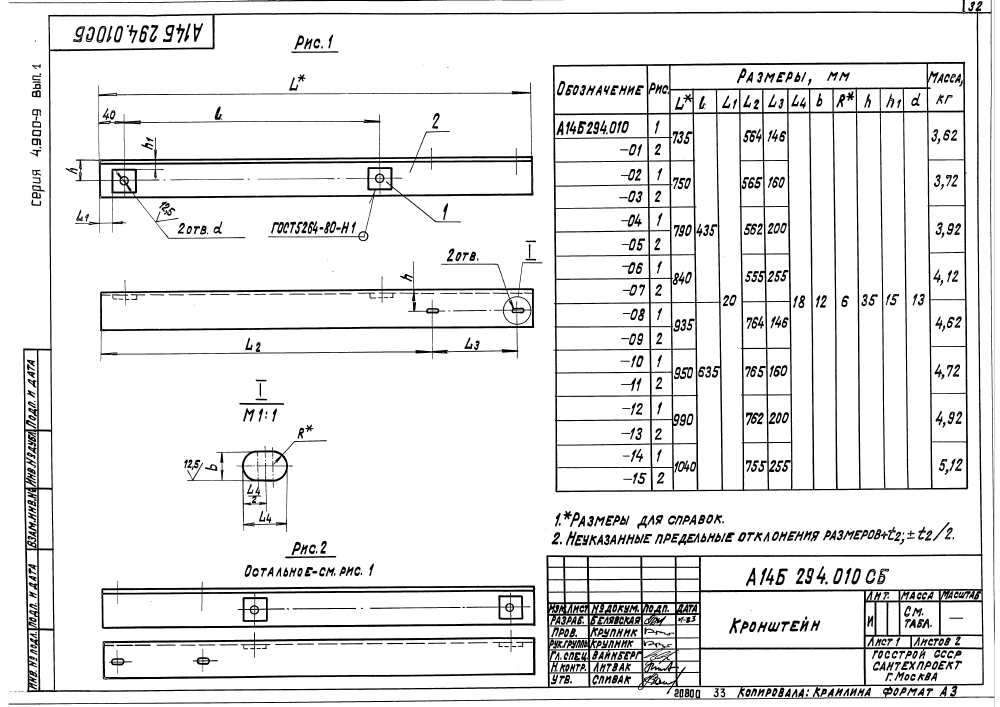 32
А14Б 294.010СБ
Серия 4.900-9 Вып. 1
Рис. 1
L*
40
l
h1
h
2
12,5
L1
2 отв. d
ГОСТ 5264-80-Н1
1
2 отв.
I
h
L2
L3
I
М 1:1
R*
12,5
b
L4/2
L4
Рис. 2
Остальное-см. рис. 1
Обозначение Рис. Размеры, мм Масса, кг
L* l L1 L2 L3 L4 b R* h h1 d
А14Б294.010 1 735 435 20 564 146 18 12 6 35 15 13 3,62
-01 2
-02 1 750 565 160 3,72
-03 2
-04 1 790 562 200 3,92
-05 2
-06 1 840 555 255 4,12
-07 2
-08 1 935 635 764 146 4,62
-09 2
-10 1 950 765 160 4,72
-11 2
-12 1 990 762 200 4,92
-13 2
-14 1 1040 755 255 5,12
-15 2
1.*Размеры для справок.
2. Неуказанные предельные отклонения размеров+t2;±t2/2.
А14Б 294.010 СБ
Кронштейн
Лит. Масса Масштаб
И См. табл. —
Лист 1 Листов 2
Госстрой СССР
Сантехпроект
г. Москва
Изм. Лист № докум. Подп. Дата
Разраб. Белявская
Пров. Крупник
Рук. группы Крупник
Гл. спец. Вайнберг
Н. контр. Литвак
Утв. Спивак
Инв. № подл. Подп. и дата Взам. инв. № Инв. № дубл. Подп. и дата
20800 33 Копировала: Краилина Формат А3